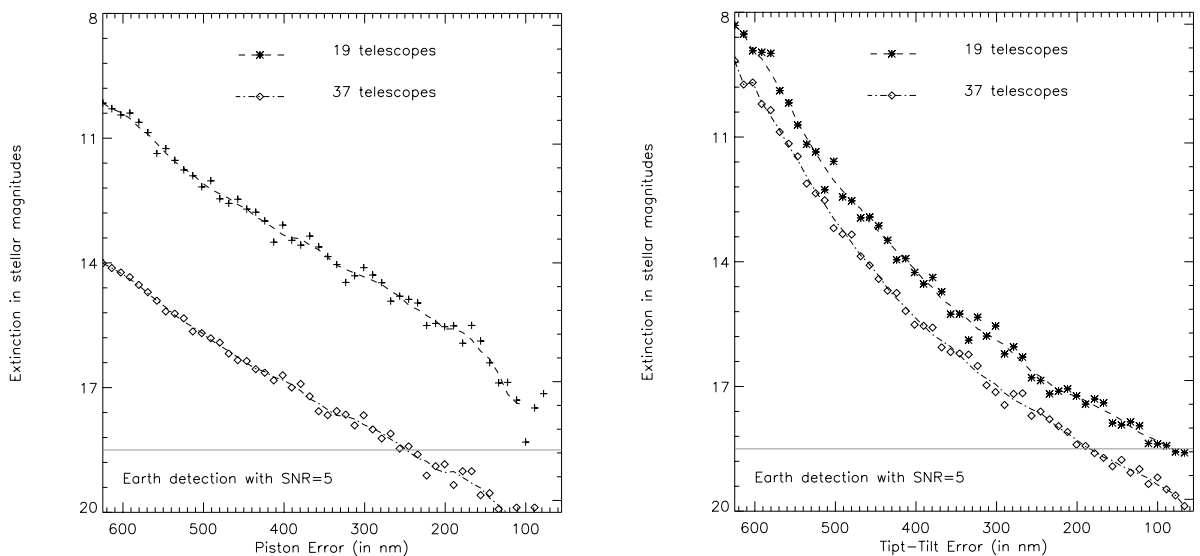 8
11
14
17
20
Extinction in stellar magnitudes
19 telescopes
37 telescopes
Earth detection with SNR=5
600 500 400 300 200 100
Piston Error (in nm)
8
11
14
17
20
Extinction in stellar magnitudes
19 telescopes
37 telescopes
Earth detection with SNR=5
600 500 400 300 200 100
Tipt-Tilt Error (in nm)